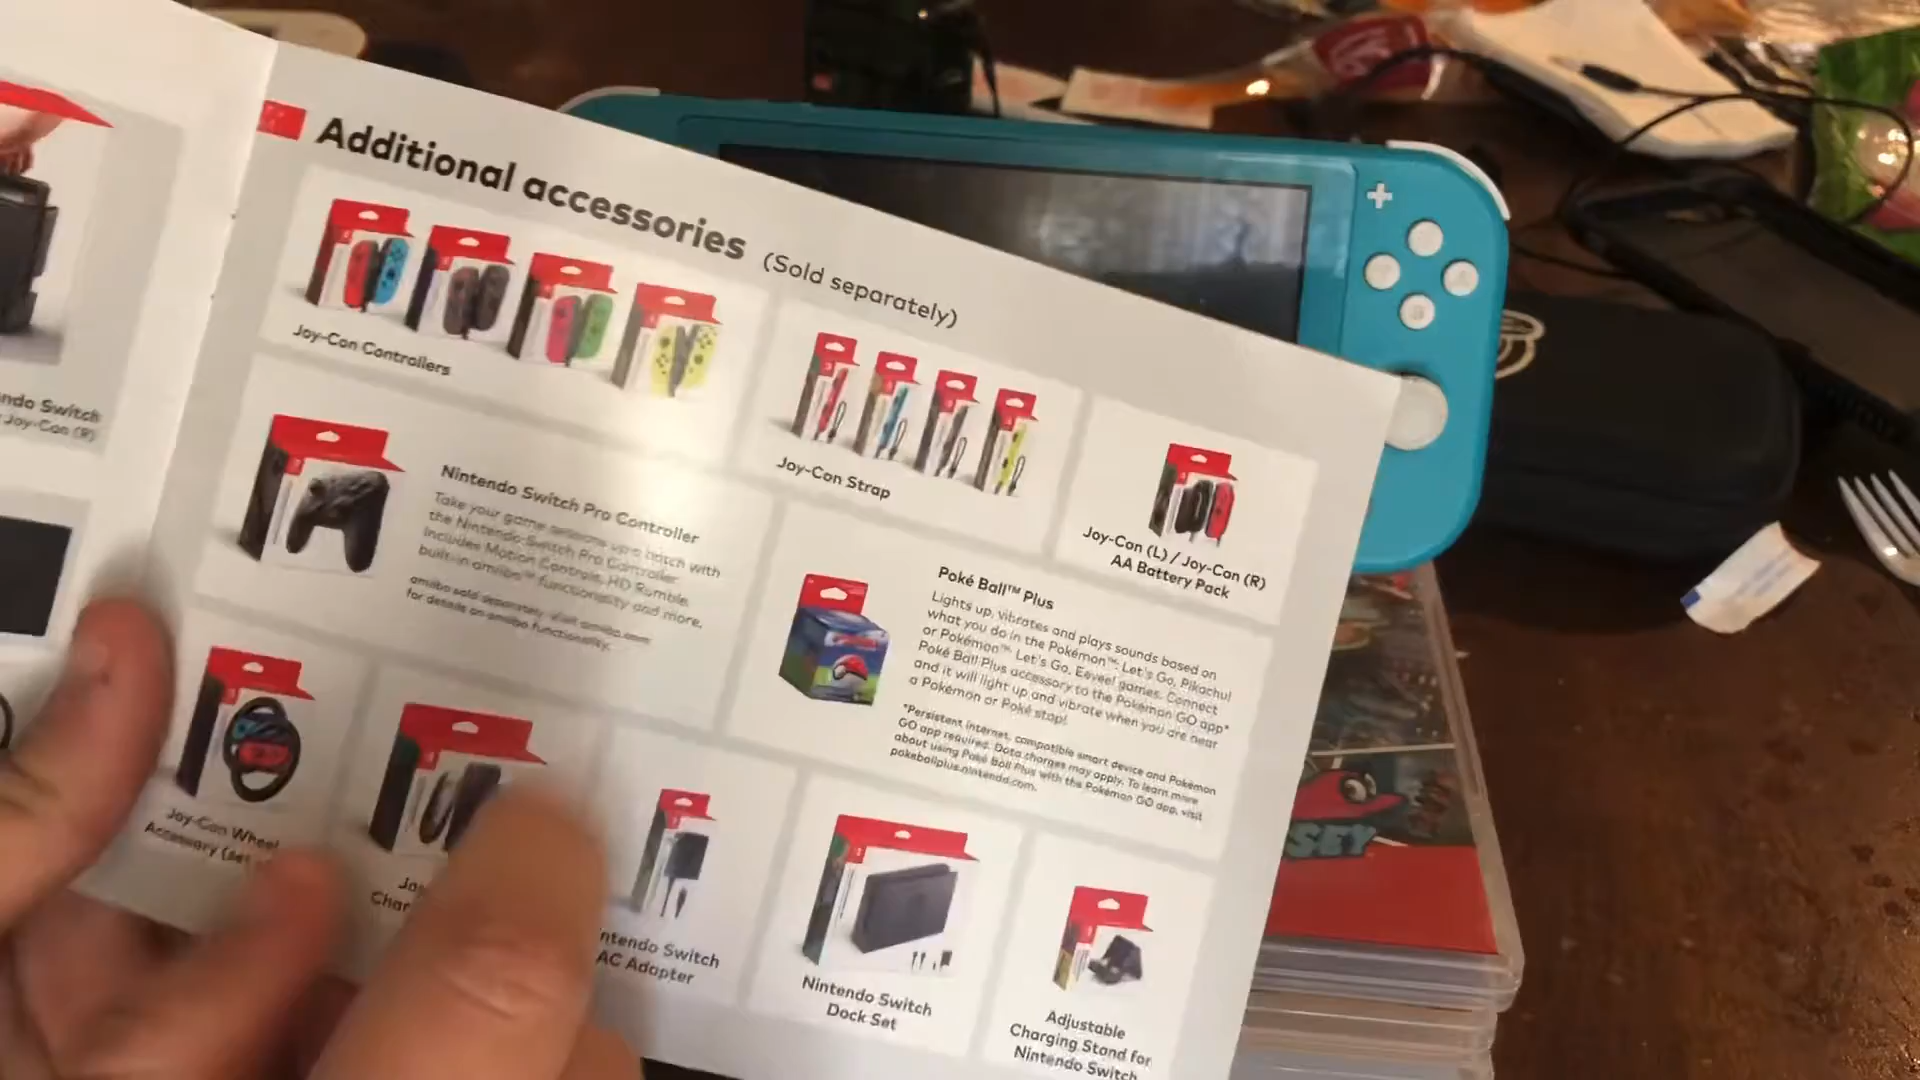 Additional accessories (Sold separately)
Joy-Con Controllers
Joy-Con Strap
Joy-Con (L) / Joy-Con (R)
AA Battery Pack
ndo Switch
Joy-Con (R)
Nintendo Switch Pro Controller
Take your game sessions up a notch with
the Nintendo Switch Pro Controller.
Includes Motion Controls, HD Rumble,
built-in amiibo™ functionality and more.
amiibo sold separately. Visit amiibo.com
for details on amiibo functionality.
Poké Ball™ Plus
Lights up, vibrates and plays sounds based on
what you do in the Pokémon™: Let's Go, Pikachu!
or Pokémon™: Let's Go, Eevee! games. Connect
Poké Ball Plus accessory to the Pokémon GO app*
and it will light up and vibrate when you are near
a Pokémon or Poké stop!
*Persistent Internet, compatible smart device and Pokémon
GO app required. Data charges may apply. To learn more
about using Poké Ball Plus with the Pokémon GO app, visit
pokeballplus.nintendo.com.
Joy-Con Wheel
Accessory (set
Jo
Char
ntendo Switch
AC Adapter
Nintendo Switch
Dock Set
Adjustable
Charging Stand for
Nintendo Switch
SEY